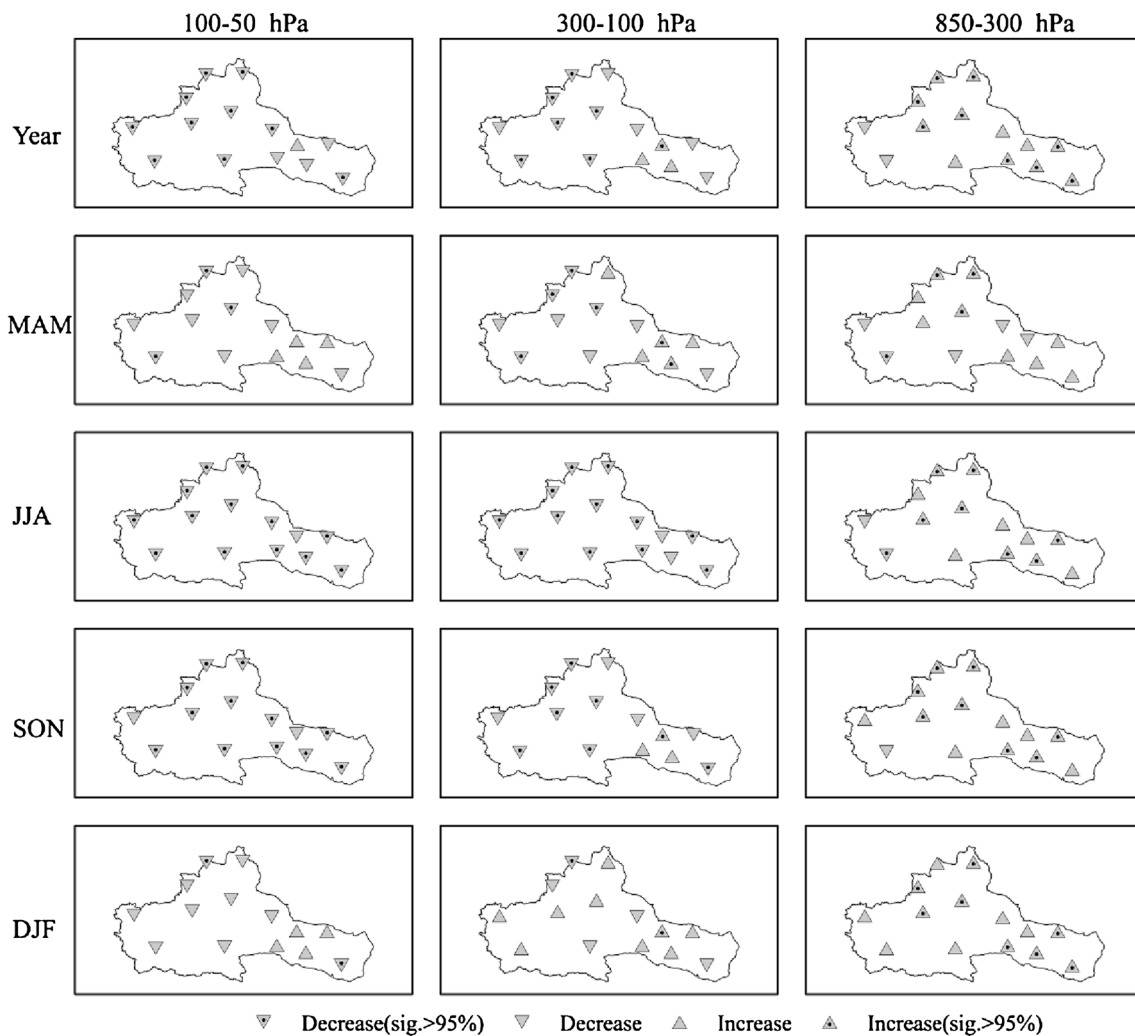 100-50 hPa 300-100 hPa 850-300 hPa
Year
MAM
JJA
SON
DJF
Decrease(sig.>95%) Decrease Increase Increase(sig.>95%)